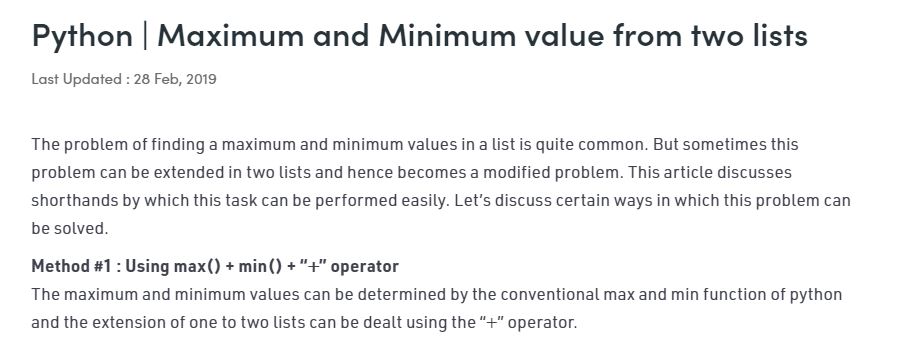 Python | Maximum and Minimum value from two lists
Last Updated : 28 Feb, 2019
The problem of finding a maximum and minimum values in a list is quite common. But sometimes this
problem can be extended in two lists and hence becomes a modified problem. This article discusses
shorthands by which this task can be performed easily. Let’s discuss certain ways in which this problem can
be solved.
Method #1 : Using max() + min() + “+” operator
The maximum and minimum values can be determined by the conventional max and min function of python
and the extension of one to two lists can be dealt using the “+” operator.